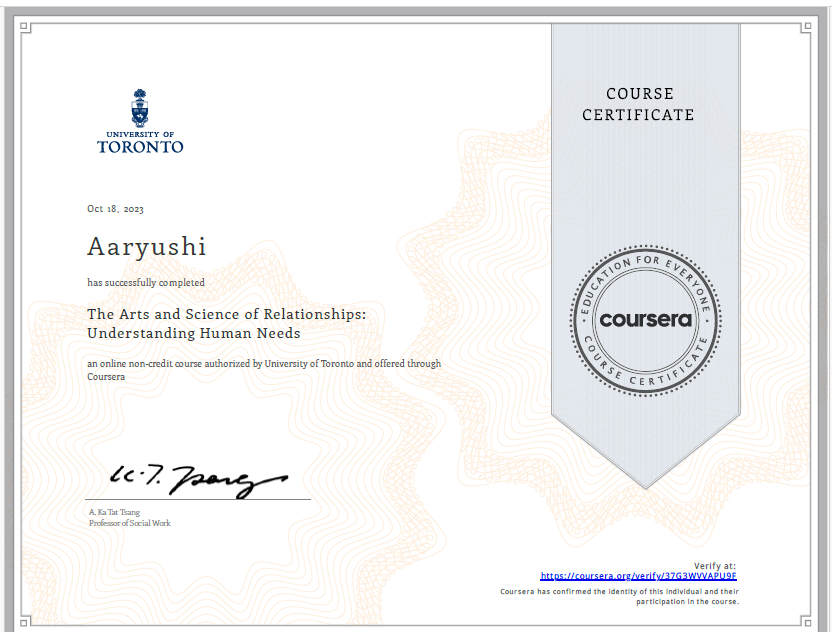 COURSE
CERTIFICATE
UNIVERSITY OF
TORONTO
Oct 18, 2023
Aaryushi
has successfully completed
The Arts and Science of Relationships:
Understanding Human Needs
an online non-credit course authorized by University of Toronto and offered through
Coursera
EDUCATION FOR EVERYONE
coursera
COURSE CERTIFICATE
K.T. Tsang
A. Ka Tat Tsang
Professor of Social Work
Verify at:
https://coursera.org/verify/37G3WVVAPU9F
Coursera has confirmed the identity of this individual and their
participation in the course.